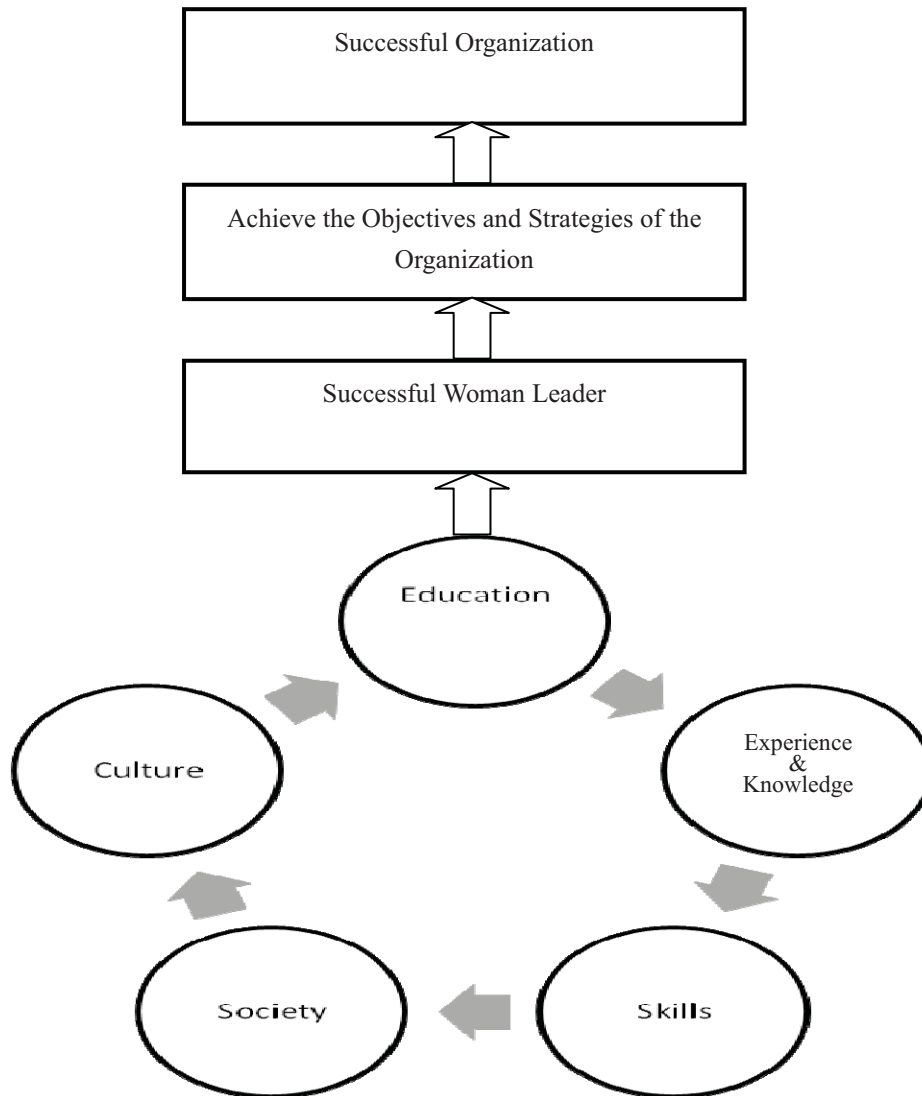 Successful Organization
Achieve the Objectives and Strategies of the
Organization
Successful Woman Leader
Education
Culture
Experience
&
Knowledge
Society
Skills